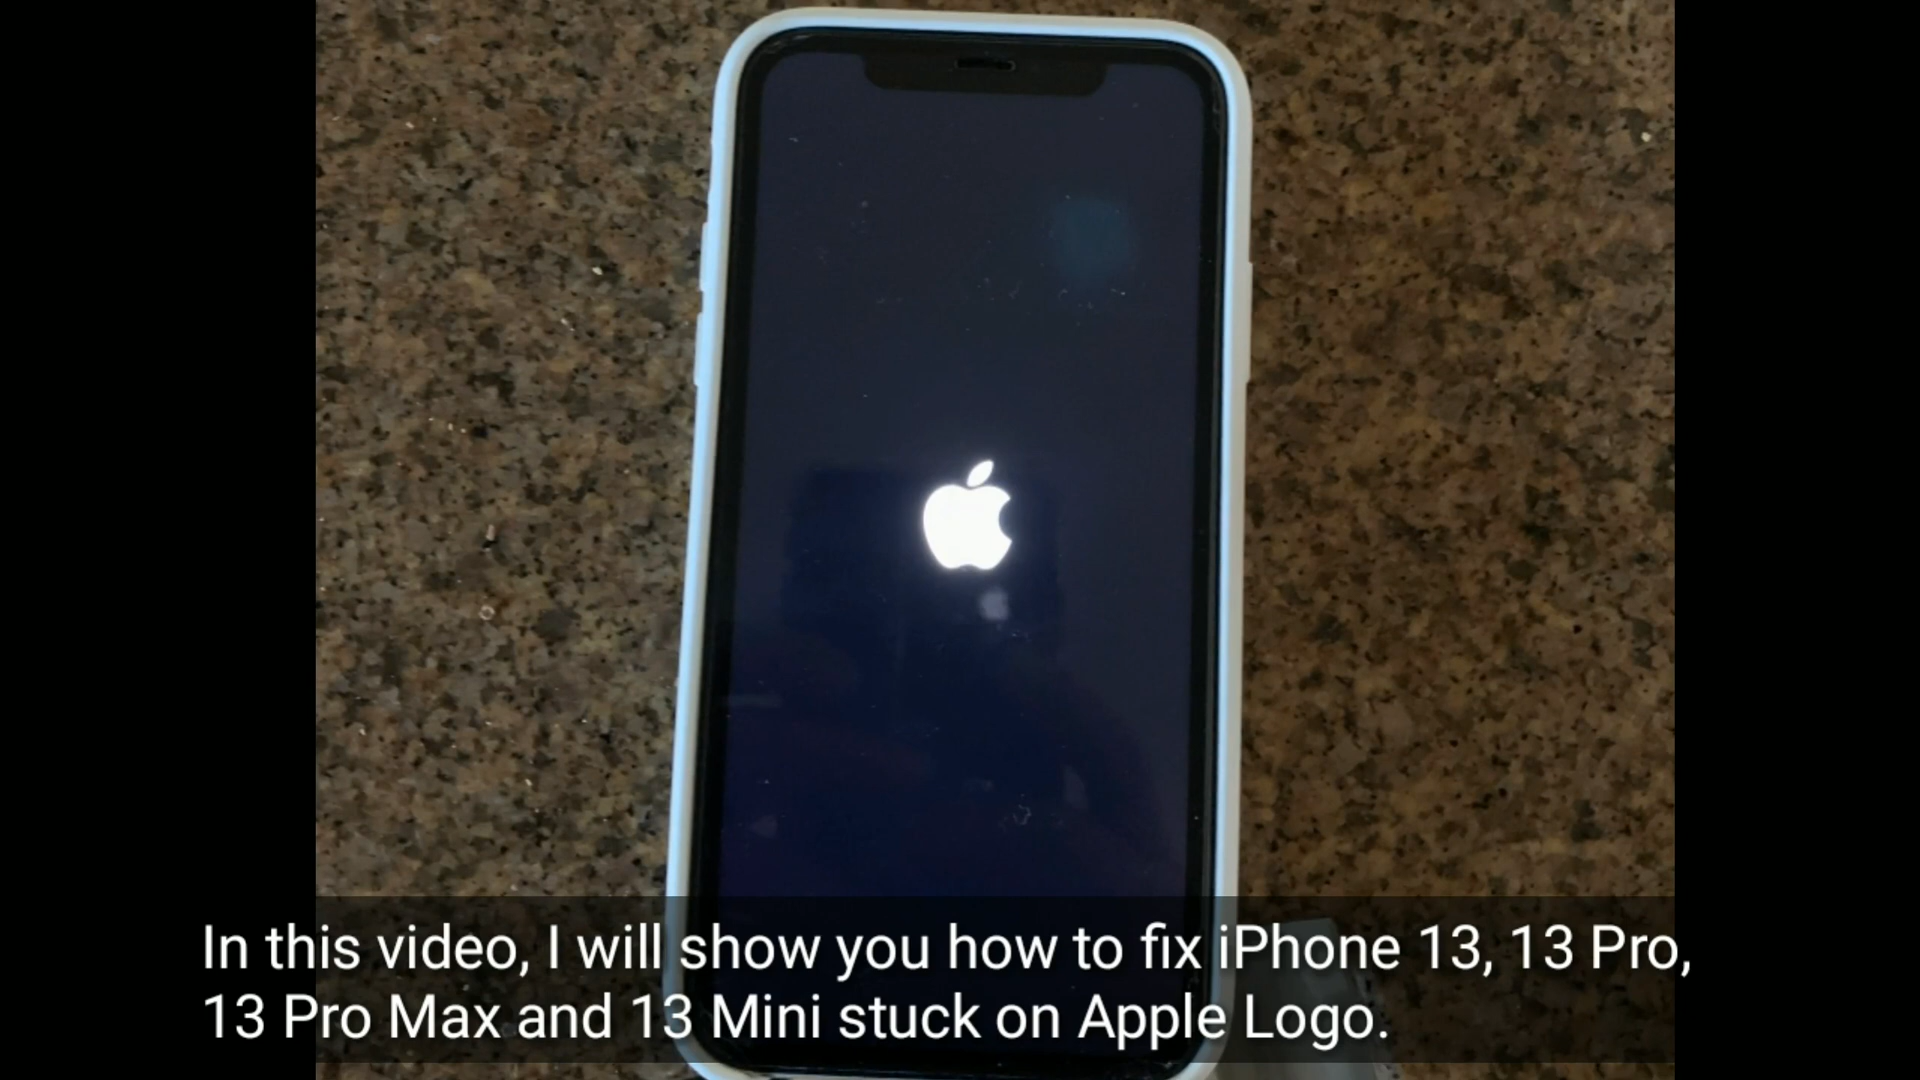 In this video, I will show you how to fix iPhone 13, 13 Pro,
13 Pro Max and 13 Mini stuck on Apple Logo.